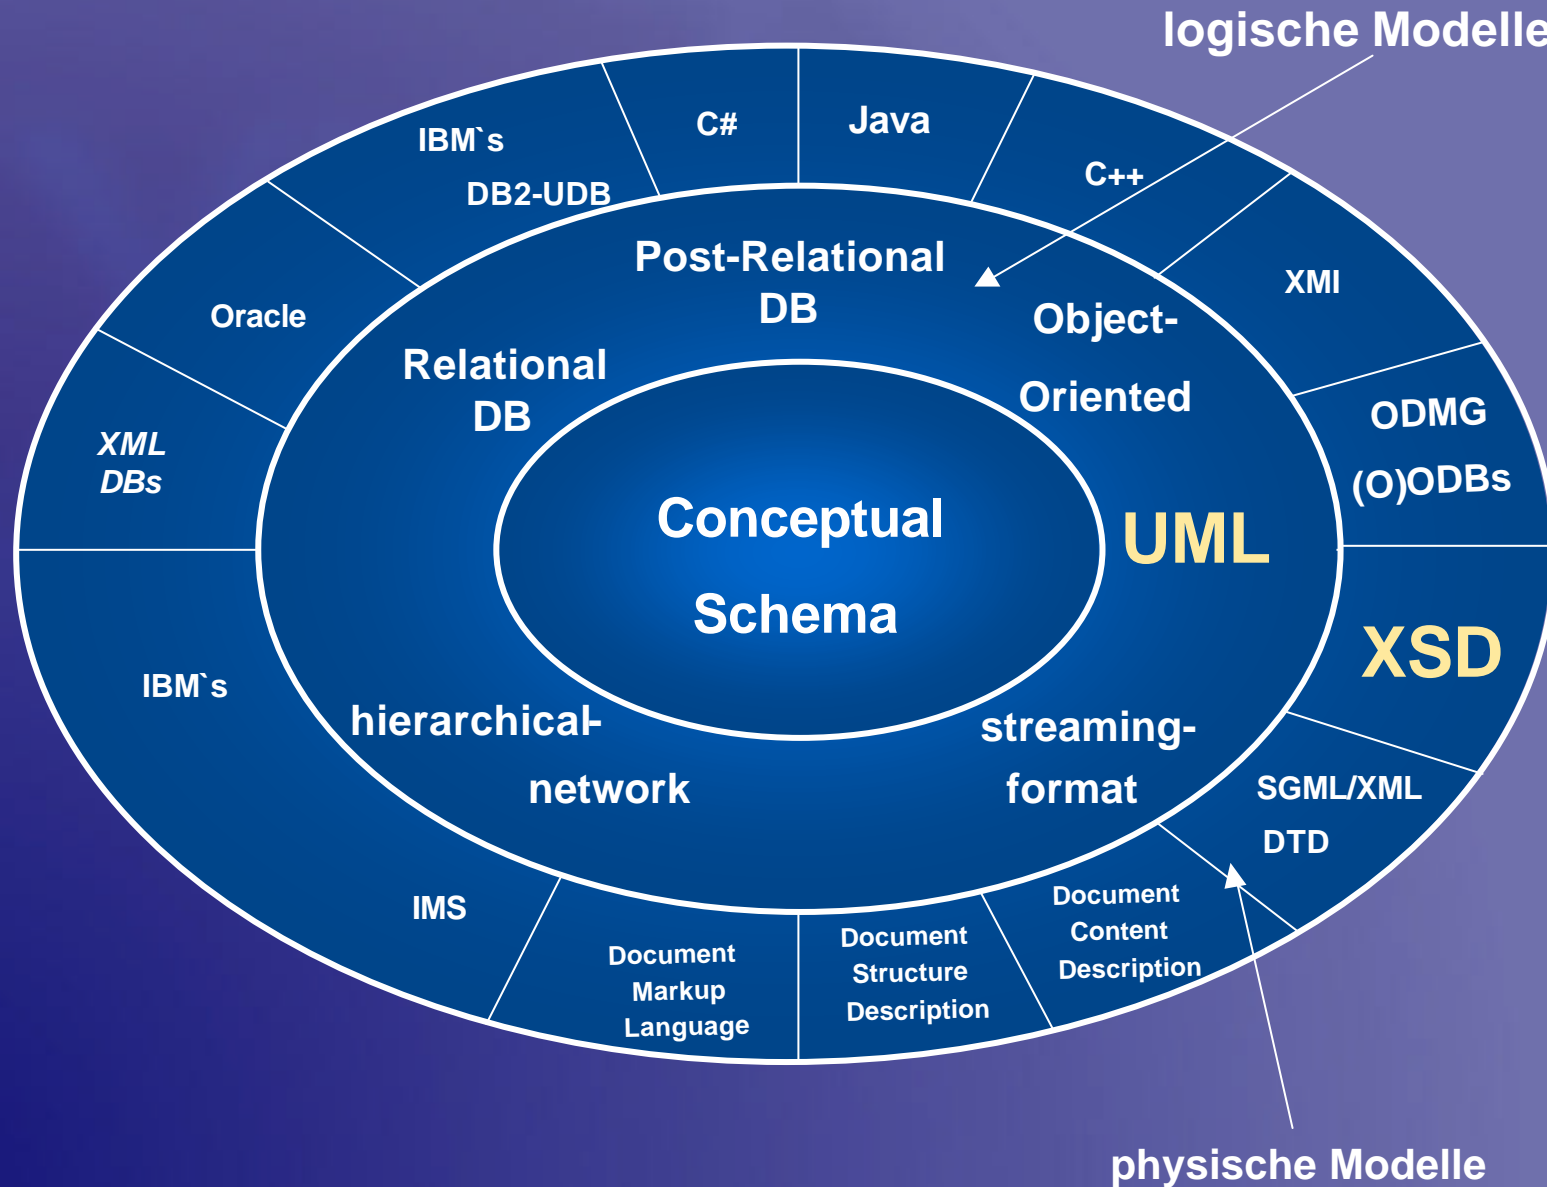 logische Modelle
IBM`s
DB2-UDB
C#
Java
C++
XMI
Oracle
XML
DBs
ODMG
(O)ODBs
Post-Relational
DB
Object-
Oriented
Relational
DB
Conceptual
Schema
UML
XSD
IBM`s
IMS
hierarchical-
network
streaming-
format
SGML/XML
DTD
Document
Markup
Language
Document
Structure
Description
Document
Content
Description
physische Modelle